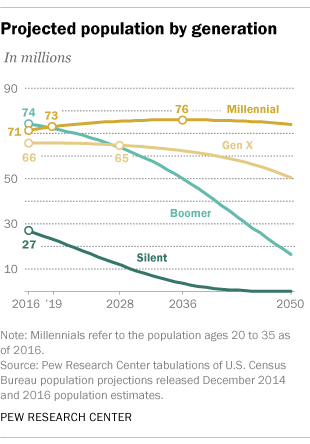 Projected population by generation
In millions
90
74
73
76
Millennial
71
66
65
Gen X
50
Boomer
30
27
Silent
10
2016 '19 2028 2036 2050
Note: Millennials refer to the population ages 20 to 35 as
of 2016.
Source: Pew Research Center tabulations of U.S. Census
Bureau population projections released December 2014
and 2016 population estimates.
PEW RESEARCH CENTER